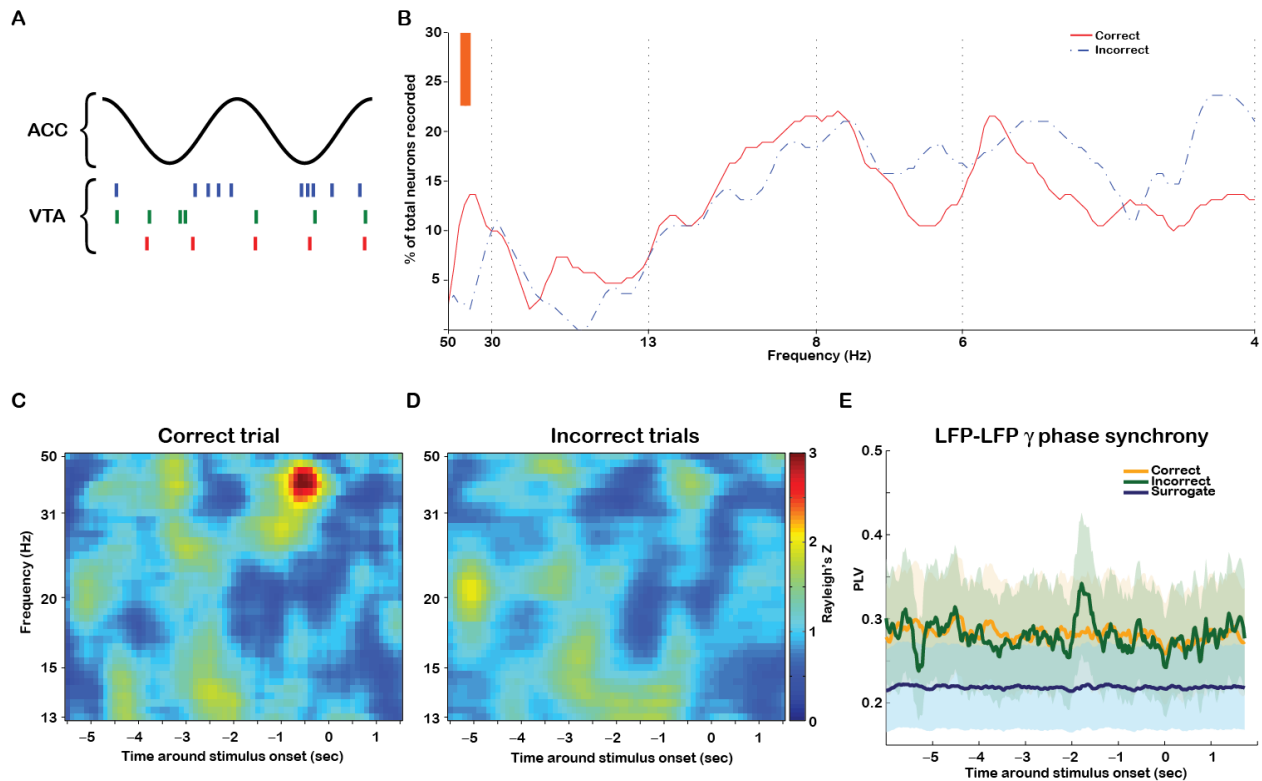 A
ACC
VTA
B
30
25
20
15
10
5
% of total neurons recorded
Correct
Incorrect
50
30
13
8
6
4
Frequency (Hz)
C
Correct trial
50
31
20
15
13
Frequency (Hz)
−5
−4
−3
−2
−1
0
1
Time around stimulus onset (sec)
D
Incorrect trials
50
31
20
15
13
−5
−4
−3
−2
−1
0
1
Time around stimulus onset (sec)
3
2
1
0
Rayleigh's Z
E
LFP-LFP γ phase synchrony
0.5
0.4
0.3
0.2
PLV
Correct
Incorrect
Surrogate
−5
−4
−3
−2
−1
0
1
Time around stimulus onset (sec)